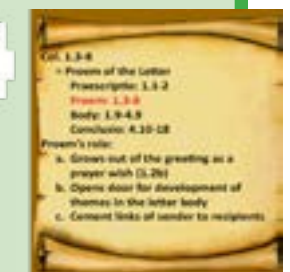 Col. 1.3-8
• Proem of the Letter
Praescriptio: 1.1-2
Proem: 1.3-8
Body: 1.9-4.9
Conclusio: 4.10-18
Proem's role:
a. Grows out of the greeting as a
prayer wish (1.2b)
b. Opens door for development of
themes in the letter body
c. Cement links of sender to recipients